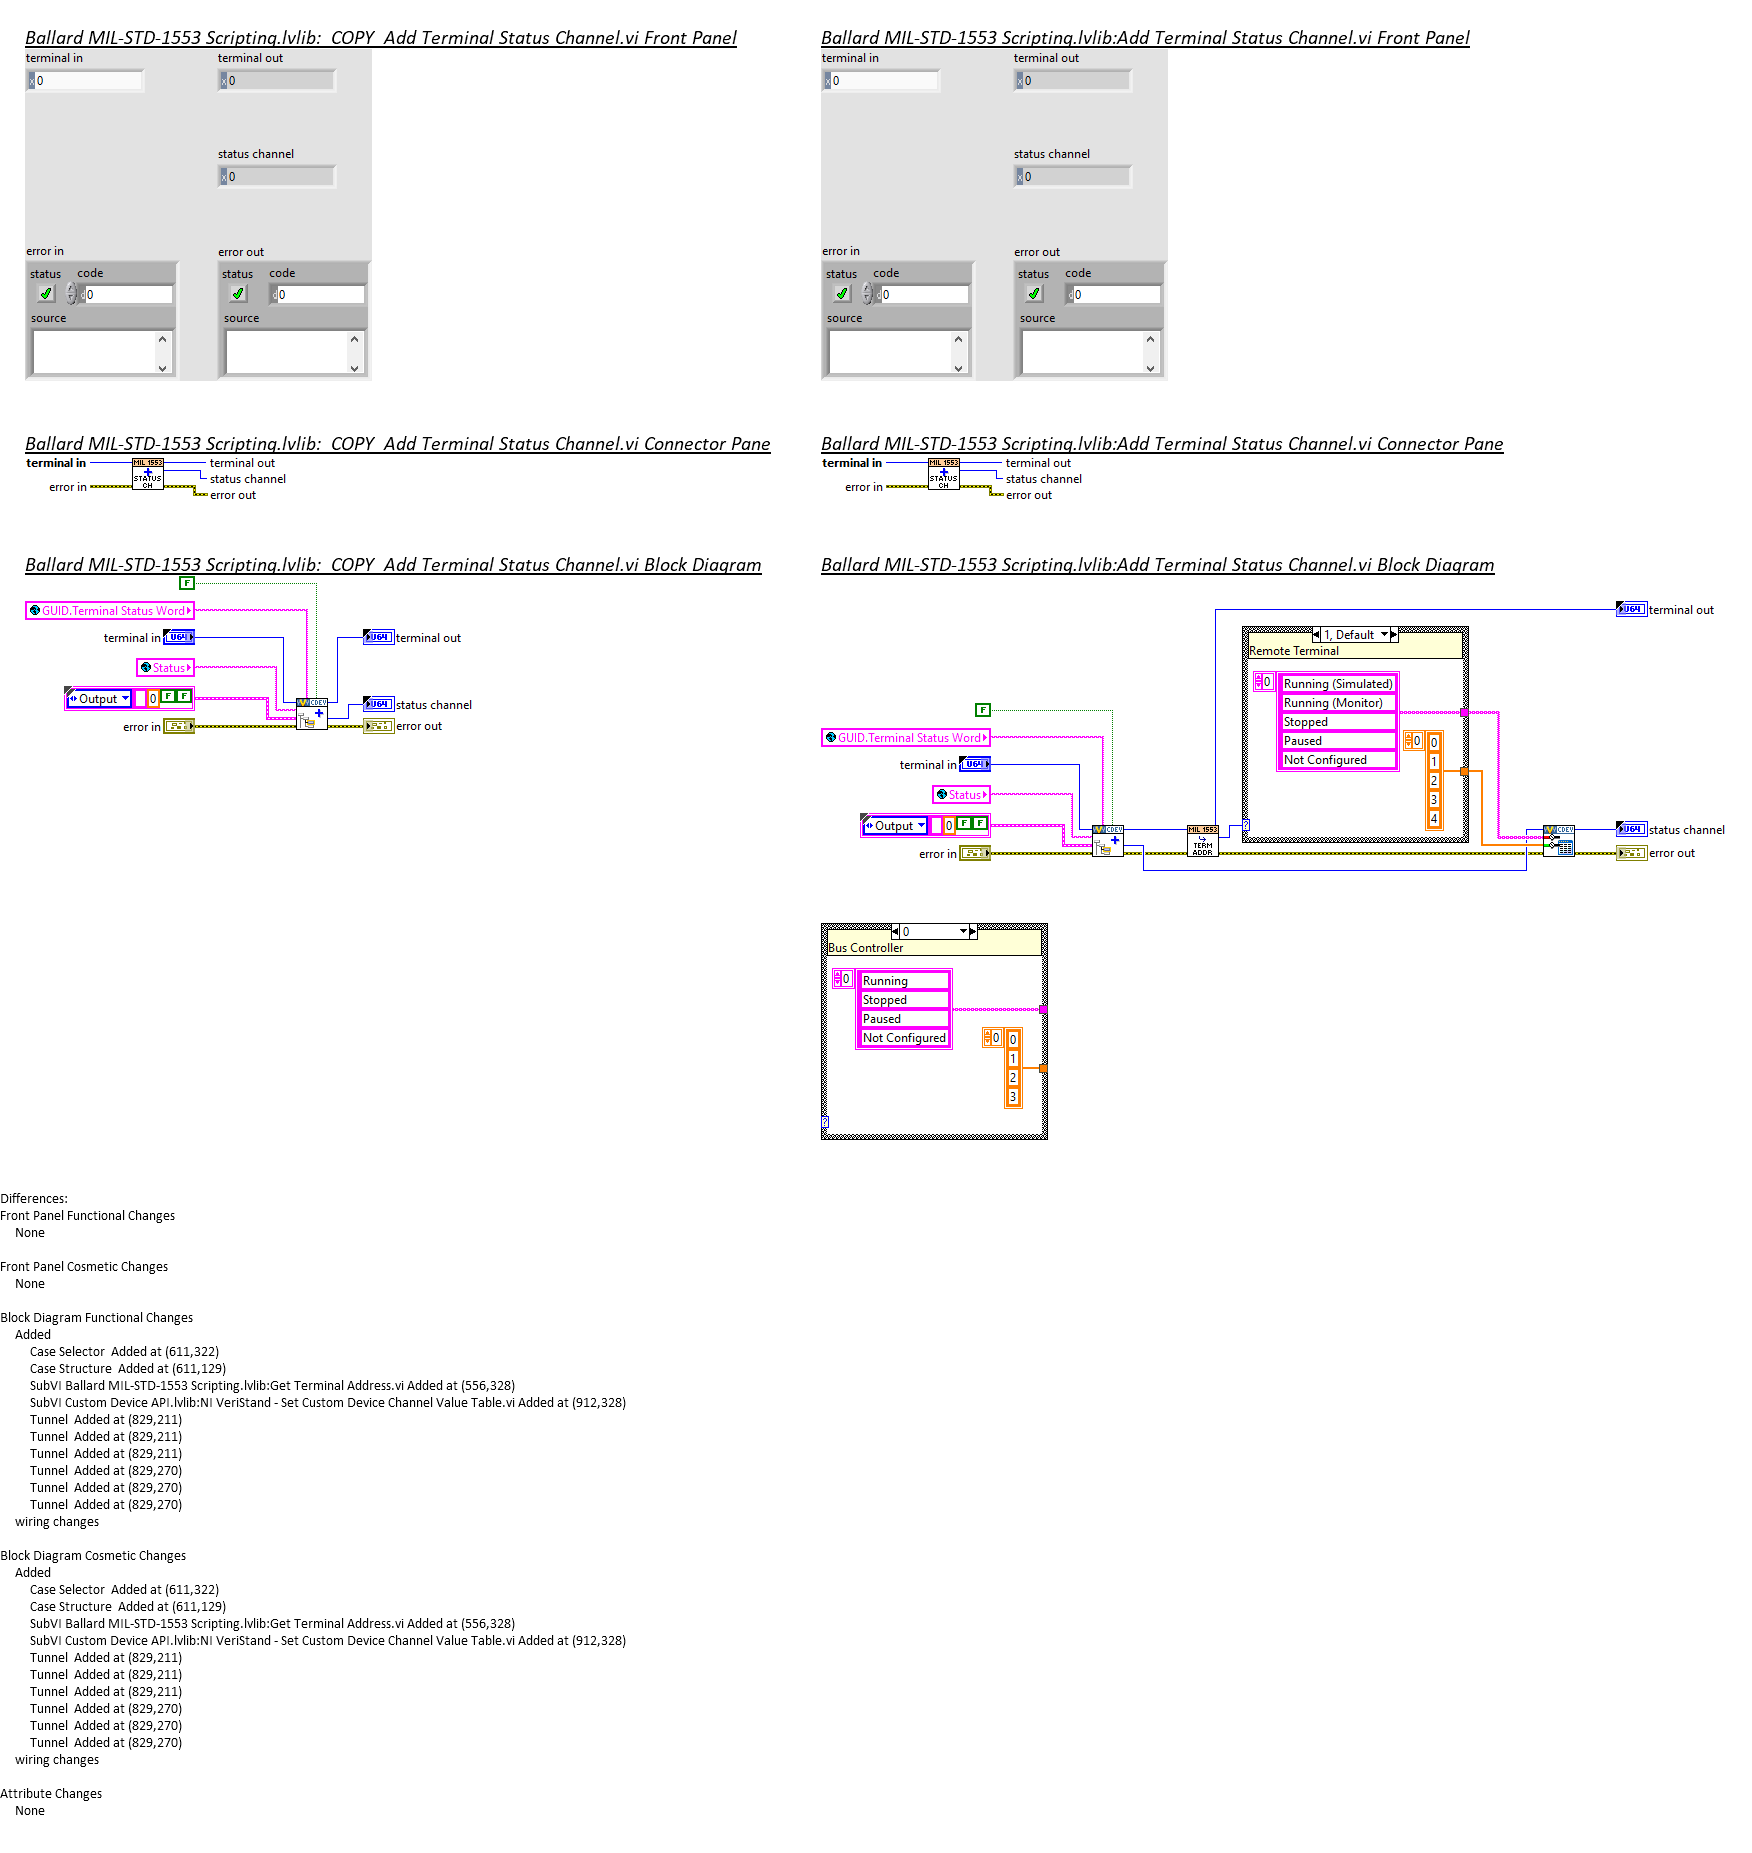 Ballard MIL-STD-1553 Scripting.lvlib:_COPY_Add Terminal Status Channel.vi Front Panel
terminal in
terminal out
x 0
x 0
status channel
x 0
error in
error out
status code
status code
d 0
d 0
source
source
Ballard MIL-STD-1553 Scripting.lvlib:Add Terminal Status Channel.vi Front Panel
terminal in
terminal out
x 0
x 0
status channel
x 0
error in
error out
status code
status code
d 0
d 0
source
source
Ballard MIL-STD-1553 Scripting.lvlib:_COPY_Add Terminal Status Channel.vi Connector Pane
terminal in
MIL 1553
STATUS
CH
terminal out
status channel
error in
error out
Ballard MIL-STD-1553 Scripting.lvlib:Add Terminal Status Channel.vi Connector Pane
terminal in
MIL 1553
STATUS
CH
terminal out
status channel
error in
error out
Ballard MIL-STD-1553 Scripting.lvlib:_COPY_Add Terminal Status Channel.vi Block Diagram
F
GUID.Terminal Status Word
terminal in
U64
U64
terminal out
Status
Output
0
F F
CDEV
U64
status channel
error in
error out
Ballard MIL-STD-1553 Scripting.lvlib:Add Terminal Status Channel.vi Block Diagram
U64
terminal out
1, Default
Remote Terminal
0
Running (Simulated)
Running (Monitor)
Stopped
Paused
Not Configured
0
0
1
2
3
4
?
F
GUID.Terminal Status Word
terminal in
U64
Status
Output
0
F F
CDEV
MIL 1553
TERM
ADDR
CDEV
U64
status channel
error in
error out
0
Bus Controller
0
Running
Stopped
Paused
Not Configured
0
0
1
2
3
?
Differences:
Front Panel Functional Changes
None
Front Panel Cosmetic Changes
None
Block Diagram Functional Changes
Added
Case Selector  Added at (611,322)
Case Structure  Added at (611,129)
SubVI Ballard MIL-STD-1553 Scripting.lvlib:Get Terminal Address.vi Added at (556,328)
SubVI Custom Device API.lvlib:NI VeriStand - Set Custom Device Channel Value Table.vi Added at (912,328)
Tunnel  Added at (829,211)
Tunnel  Added at (829,211)
Tunnel  Added at (829,211)
Tunnel  Added at (829,270)
Tunnel  Added at (829,270)
Tunnel  Added at (829,270)
wiring changes
Block Diagram Cosmetic Changes
Added
Case Selector  Added at (611,322)
Case Structure  Added at (611,129)
SubVI Ballard MIL-STD-1553 Scripting.lvlib:Get Terminal Address.vi Added at (556,328)
SubVI Custom Device API.lvlib:NI VeriStand - Set Custom Device Channel Value Table.vi Added at (912,328)
Tunnel  Added at (829,211)
Tunnel  Added at (829,211)
Tunnel  Added at (829,211)
Tunnel  Added at (829,270)
Tunnel  Added at (829,270)
Tunnel  Added at (829,270)
wiring changes
Attribute Changes
None